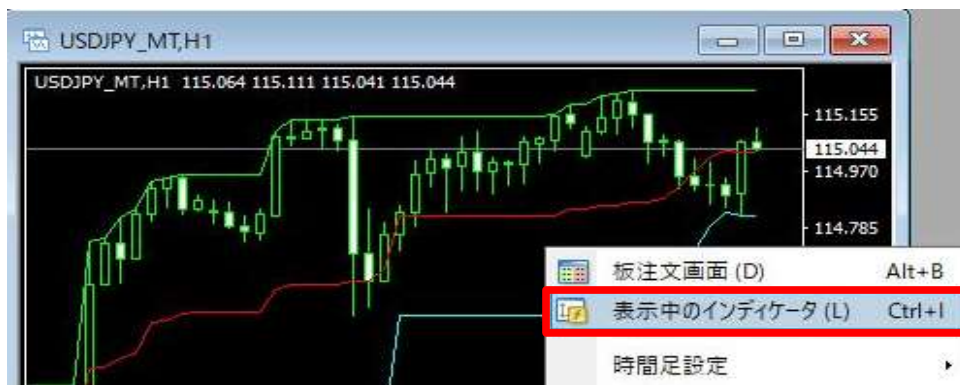 USDJPY_MT,H1
USDJPY_MT,H1 115.064 115.111 115.041 115.044
115.155
115.044
114.970
114.785
板注文画面 (D) Alt+B
表示中のインディケータ (L) Ctrl+I
時間足設定